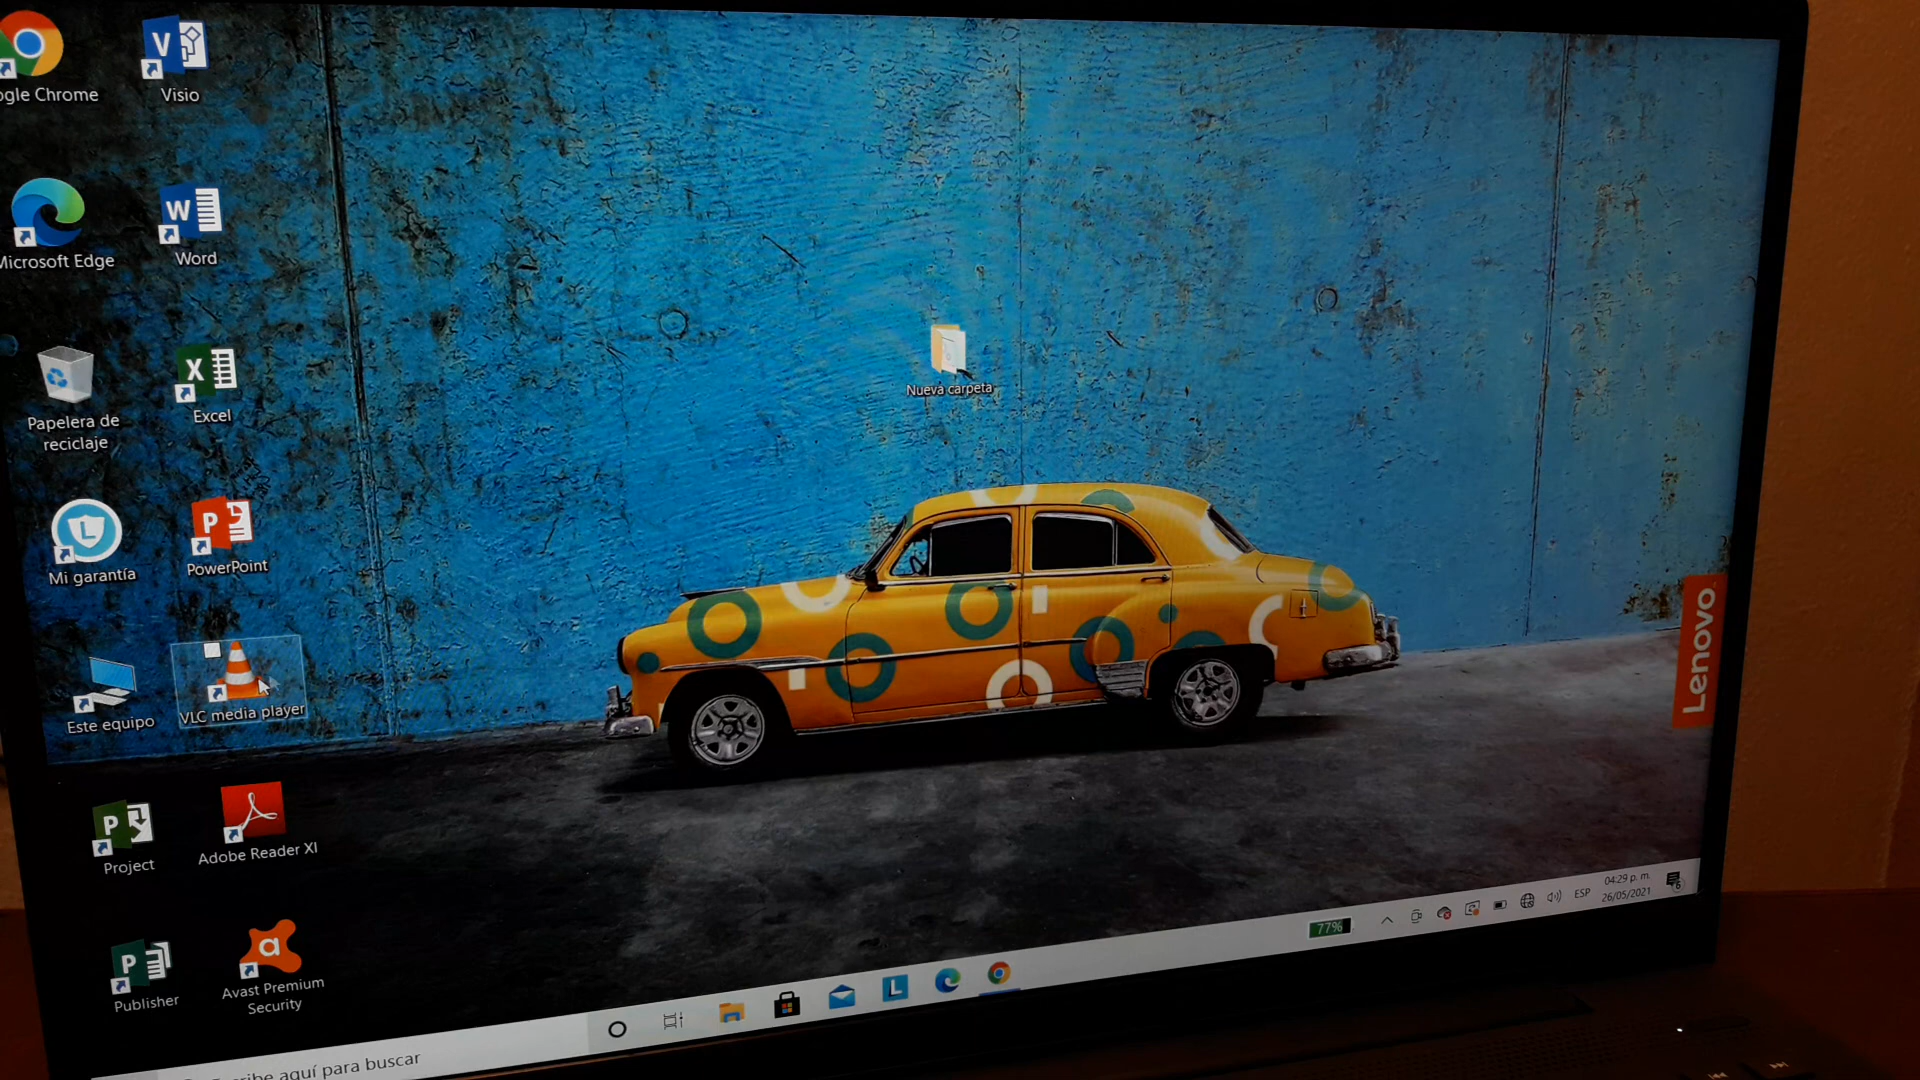 Google Chrome
Visio
Microsoft Edge
Word
Papelera de
reciclaje
Excel
Nueva carpeta
Mi garantía
PowerPoint
Este equipo
VLC media player
Lenovo
Project
Adobe Reader XI
Publisher
Avast Premium
Security
aquí para buscar
77%
ESP
04:29 p. m.
26/05/2021
6